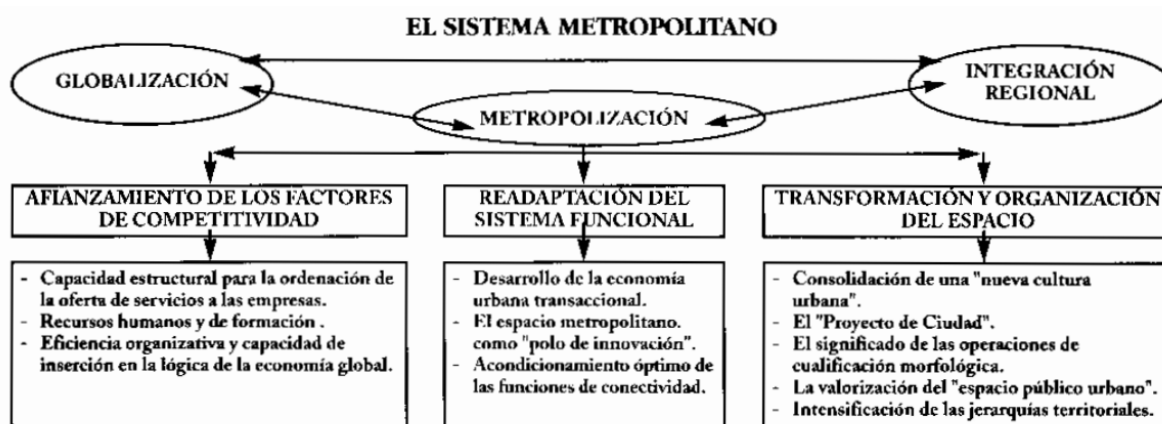 EL SISTEMA METROPOLITANO
GLOBALIZACIÓN
INTEGRACIÓN
REGIONAL
METROPOLIZACIÓN
AFIANZAMIENTO DE LOS FACTORES
DE COMPETITIVIDAD
READAPTACIÓN DEL
SISTEMA FUNCIONAL
TRANSFORMACIÓN Y ORGANIZACIÓN
DEL ESPACIO
- Capacidad estructural para la ordenación de
la oferta de servicios a las empresas.
- Recursos humanos y de formación .
- Eficiencia organizativa y capacidad de
inserción en la lógica de la economía global.
- Desarrollo de la economía
urbana transaccional.
- El espacio metropolitano.
como "polo de innovación".
- Acondicionamiento óptimo de
las funciones de conectividad.
- Consolidación de una "nueva cultura
urbana".
- El "Proyecto de Ciudad".
- El significado de las operaciones de
cualificación morfológica.
- La valorización del "espacio público urbano".
- Intensificación de las jerarquías territoriales.